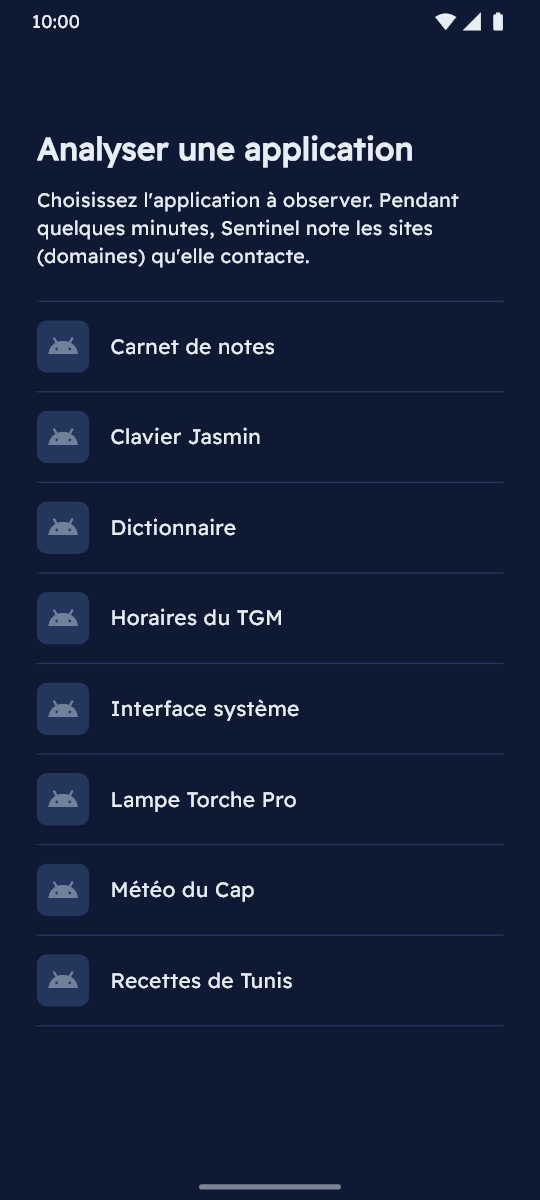 10:00
Analyser une application
Choisissez l'application à observer. Pendant
quelques minutes, Sentinel note les sites
(domaines) qu'elle contacte.
Carnet de notes
Clavier Jasmin
Dictionnaire
Horaires du TGM
Interface système
Lampe Torche Pro
Météo du Cap
Recettes de Tunis